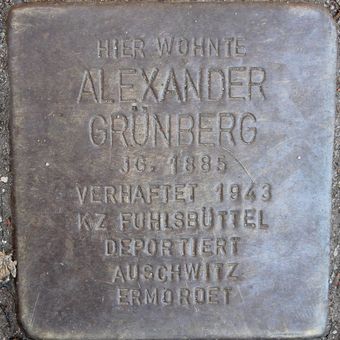 HIER WOHNTE
ALEXANDER
GRÜNBERG
JG. 1885
VERHAFTET 1943
KZ FUHLSBÜTTEL
DEPORTIERT
AUSCHWITZ
ERMORDET